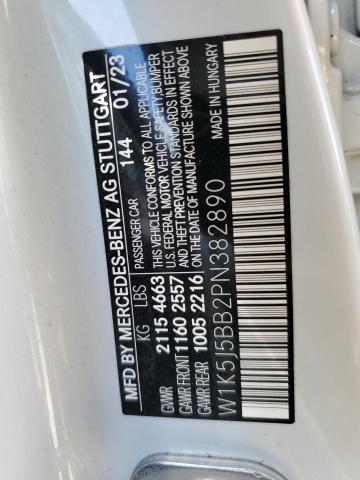 MFD BY MERCEDES-BENZ AG STUTTGART
144 01/23
KG LBS
PASSENGER CAR
GVWR 2115 4663
GAWR FRONT 1160 2557
GAWR REAR 1005 2216
THIS VEHICLE CONFORMS TO ALL APPLICABLE
FEDERAL MOTOR VEHICLE SAFETY/BUMPER
THEFT PREVENTION STANDARDS IN EFFECT
ON THE DATE OF MANUFACTURE SHOWN ABOVE
MADE IN HUNGARY
W1K5J5BB2PN382890